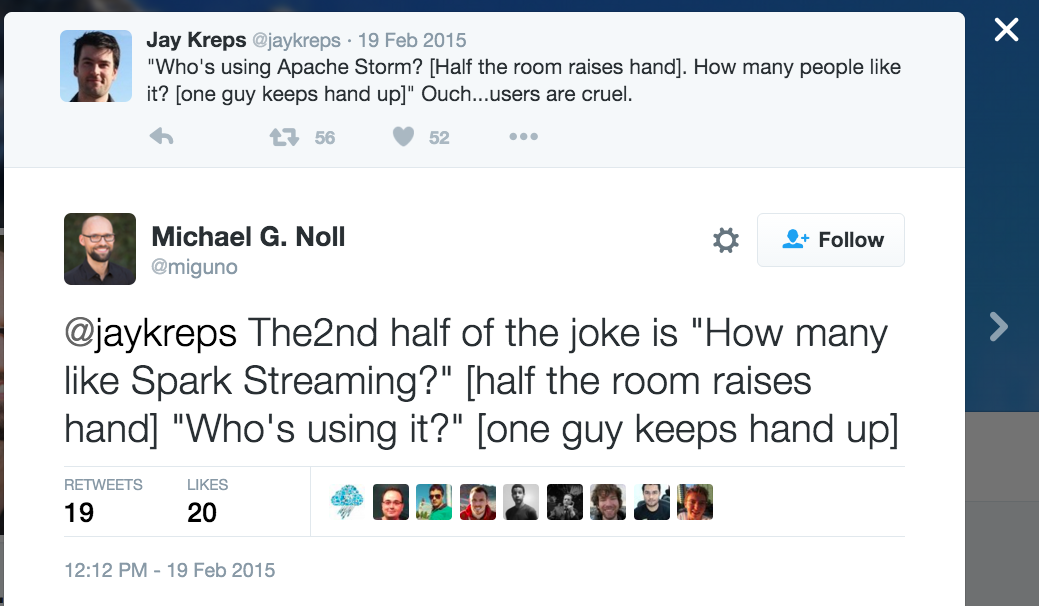 Jay Kreps @jaykreps · 19 Feb 2015
"Who's using Apache Storm? [Half the room raises hand]. How many people like
it? [one guy keeps hand up]" Ouch...users are cruel.
56 52
Michael G. Noll
@miguno
Follow
@jaykreps The2nd half of the joke is "How many
like Spark Streaming?" [half the room raises
hand] "Who's using it?" [one guy keeps hand up]
RETWEETS LIKES
19 20
12:12 PM - 19 Feb 2015